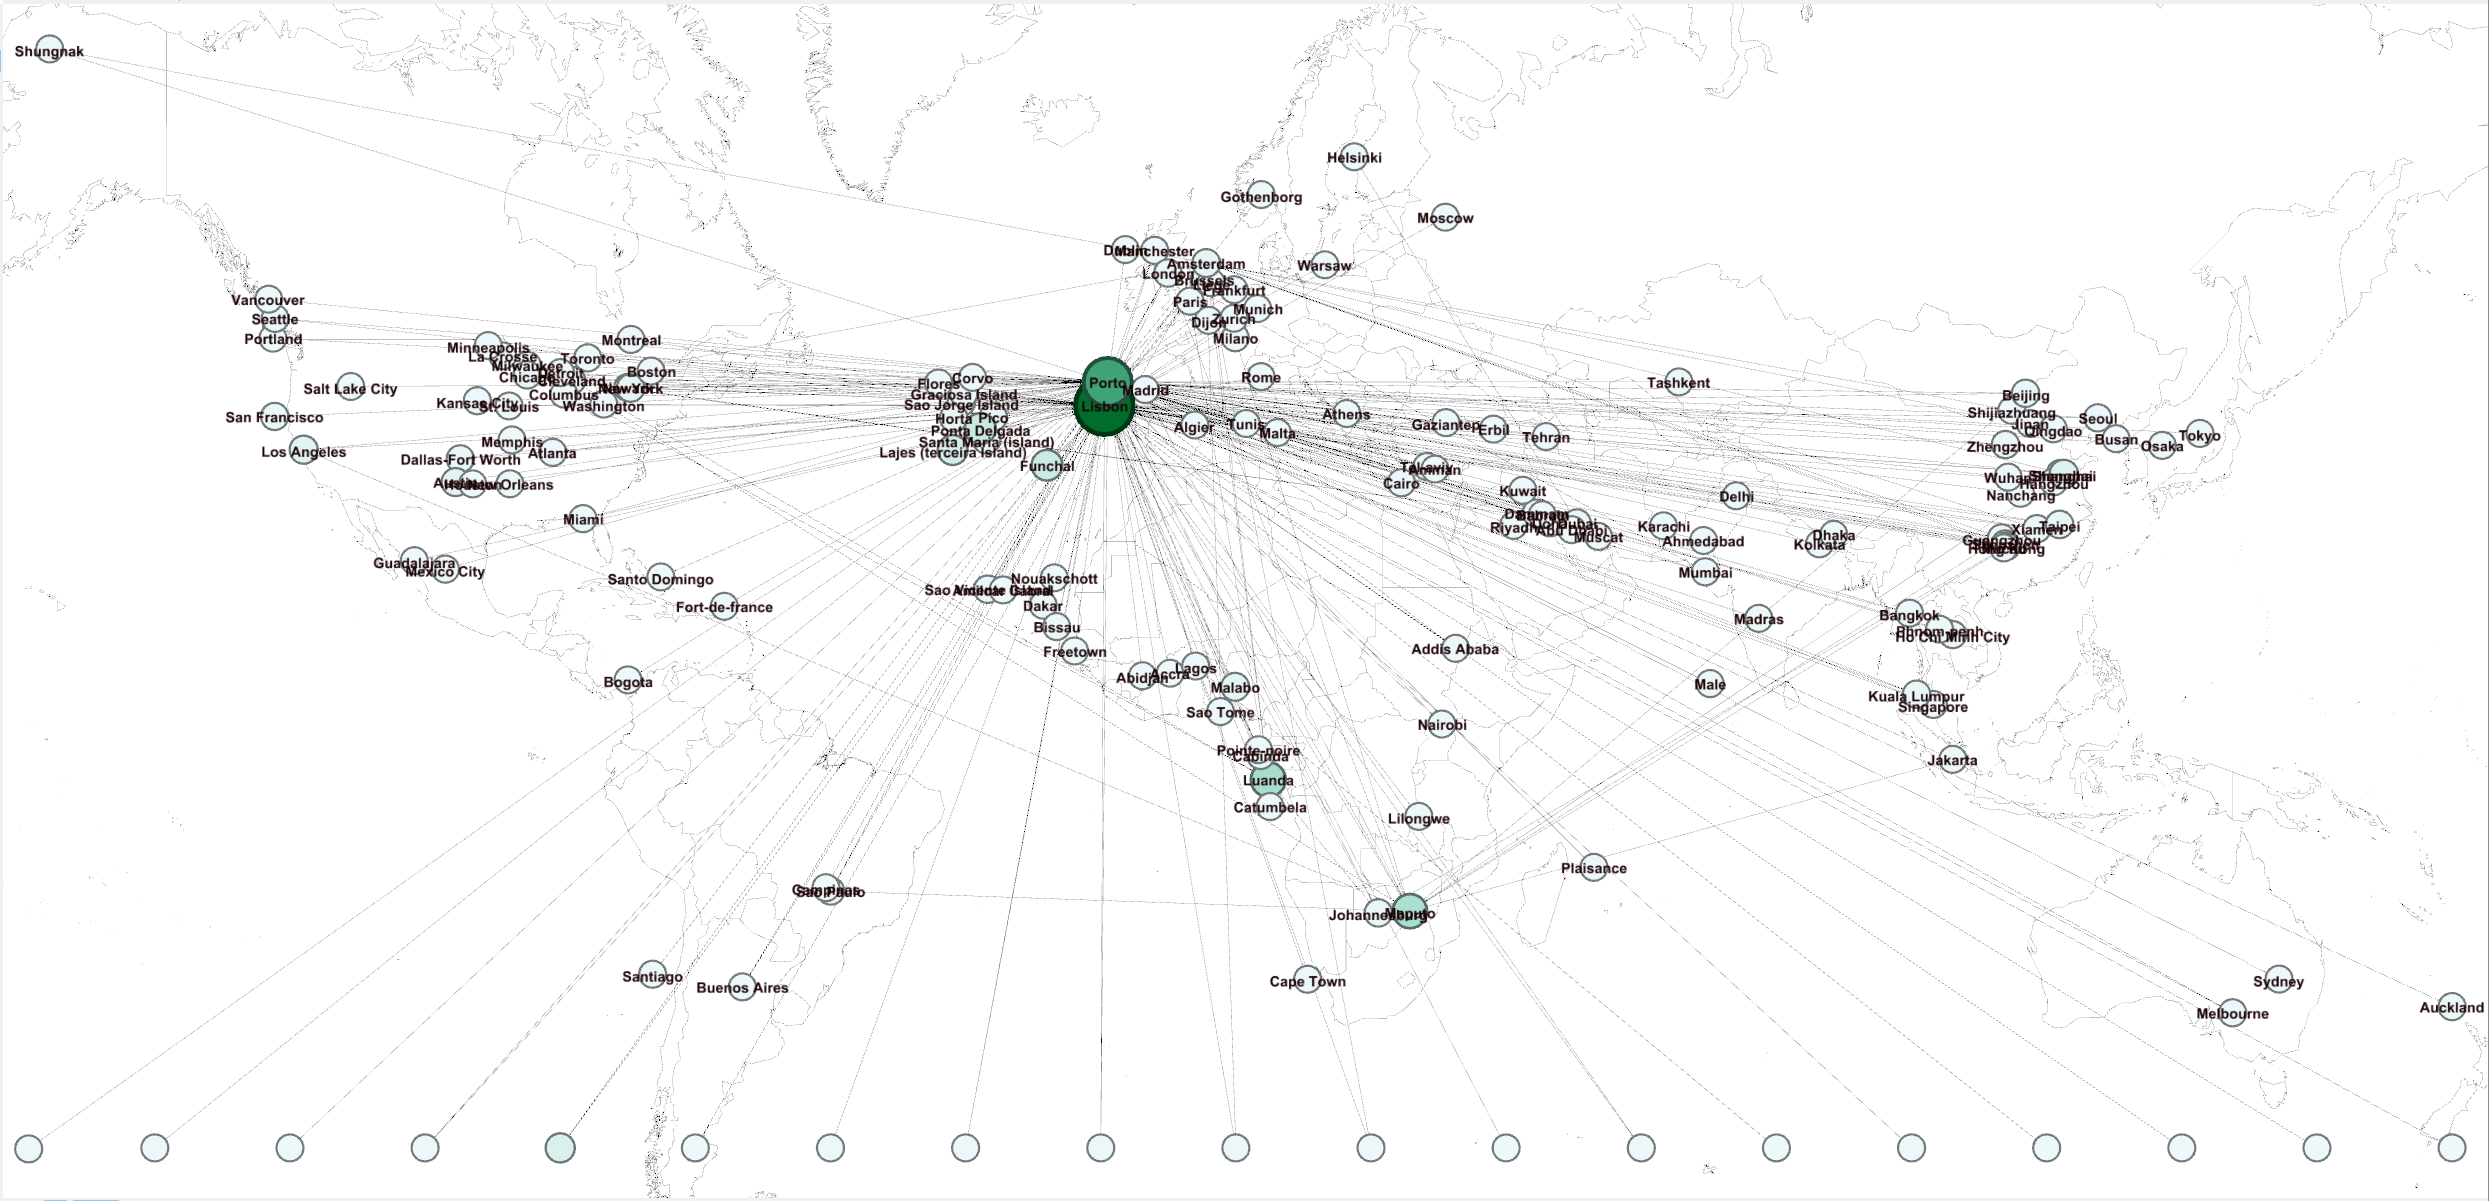 Shungnak
Helsinki
Gothenborg
Moscow
Dublin
Manchester
Amsterdam
London
Warsaw
Brussels
Liege
Frankfurt
Paris
Munich
Zurich
Dijon
Milano
Vancouver
Seattle
Portland
Montreal
Minneapolis
La Crosse
Toronto
Milwaukee
Chicago
Detroit
Boston
Cleveland
Newark
New York
Salt Lake City
Columbus
Kansas City
St. Louis
Washington
San Francisco
Los Angeles
Memphis
Atlanta
Dallas-Fort Worth
Austin
Houston
New Orleans
Miami
Guadalajara
Mexico City
Corvo
Flores
Graciosa Island
Sao Jorge Island
Horta
Pico
Ponta Delgada
Santa Maria (island)
Lajes (terceira Island)
Funchal
Porto
Lisbon
Madrid
Rome
Algier
Tunis
Malta
Athens
Gaziantep
Erbil
Tehran
Tashkent
Tel-aviv
Amman
Cairo
Kuwait
Dammam
Bahrain
Riyadh
Doha
Dubai
Abu Dhabi
Muscat
Delhi
Karachi
Ahmedabad
Dhaka
Kolkata
Mumbai
Madras
Beijing
Shijiazhuang
Jinan
Qingdao
Seoul
Busan
Osaka
Tokyo
Zhengzhou
Wuhan
Shanghai
Hangzhou
Nanchang
Xiamen
Taipei
Guangzhou
Hong Kong
Bangkok
Phnom-penh
Ho Chi Minh City
Kuala Lumpur
Singapore
Jakarta
Santo Domingo
Fort-de-france
Bogota
Nouakschott
Sao Vicente Island
Amilcar Cabral
Dakar
Bissau
Freetown
Abidjan
Accra
Lagos
Malabo
Sao Tome
Addis Ababa
Male
Nairobi
Pointe-noire
Cabinda
Luanda
Catumbela
Lilongwe
Plaisance
Campinas
Sao Paulo
Johannesburg
Maputo
Santiago
Buenos Aires
Cape Town
Sydney
Melbourne
Auckland